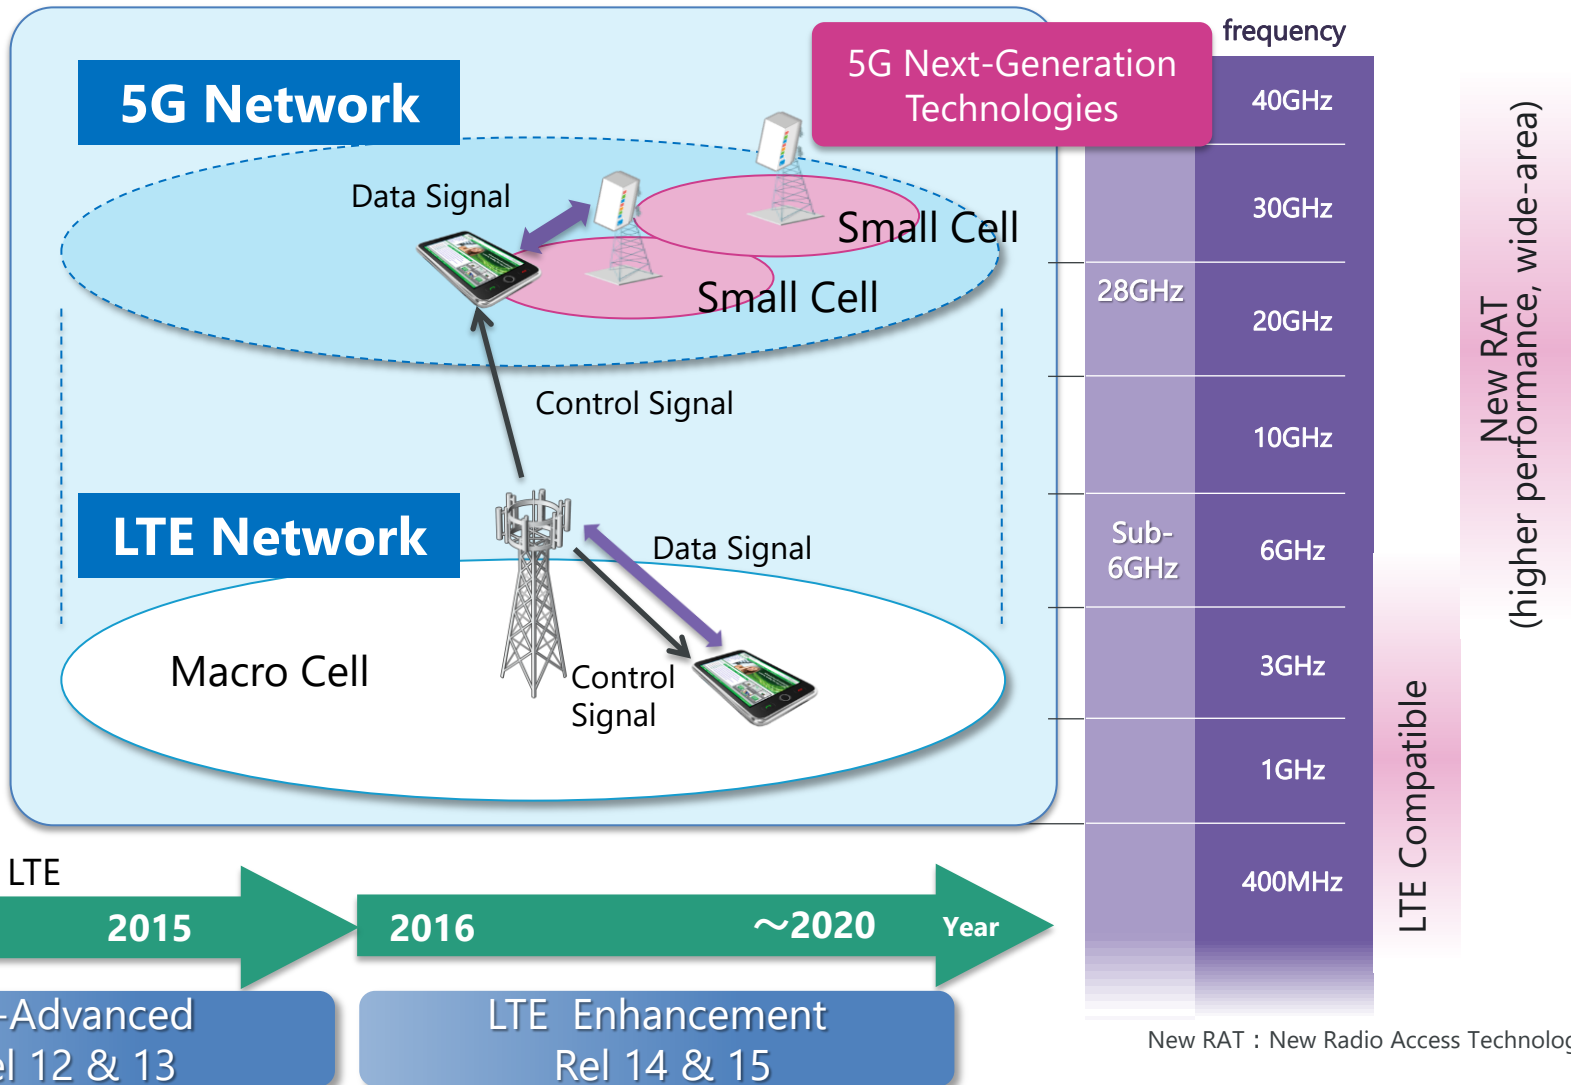 frequency
5G Next-Generation
Technologies
5G Network
Data Signal
Small Cell
Small Cell
Control Signal
LTE Network
Data Signal
Macro Cell
Control
Signal
40GHz
30GHz
28GHz
20GHz
10GHz
Sub-
6GHz
6GHz
3GHz
1GHz
400MHz
New RAT
(higher performance, wide-area)
LTE Compatible
LTE
2015
2016
～2020
Year
-Advanced
el 12 & 13
LTE Enhancement
Rel 14 & 15
New RAT : New Radio Access Technolog